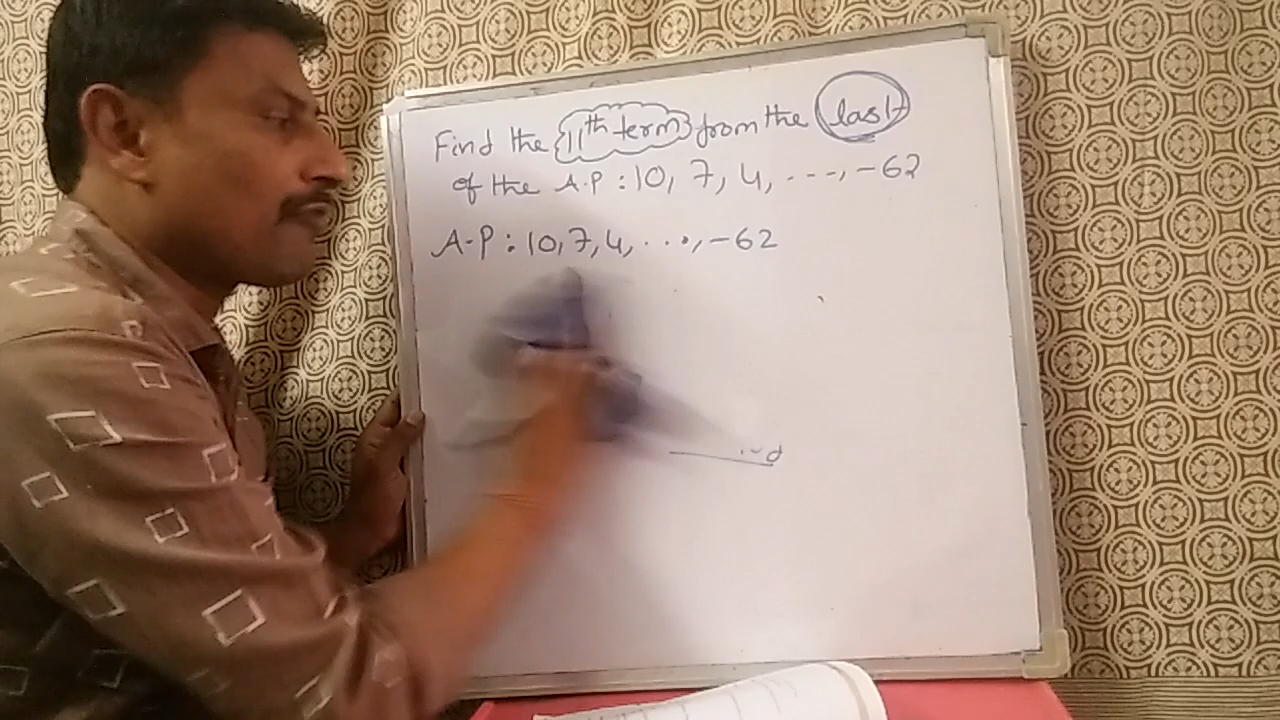 Find the 11th term from the last
of the A.P : 10, 7, 4, ---, -62
A-P : 10, 7, 4, ..., -62